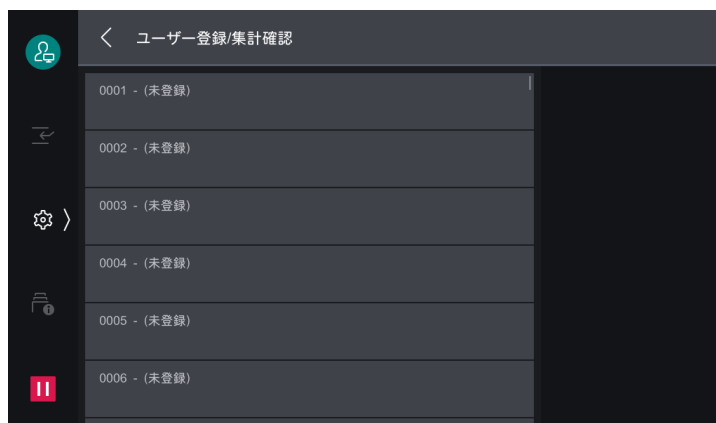 ユーザー登録/集計確認
0001 - (未登録)
0002 - (未登録)
0003 - (未登録)
0004 - (未登録)
0005 - (未登録)
0006 - (未登録)